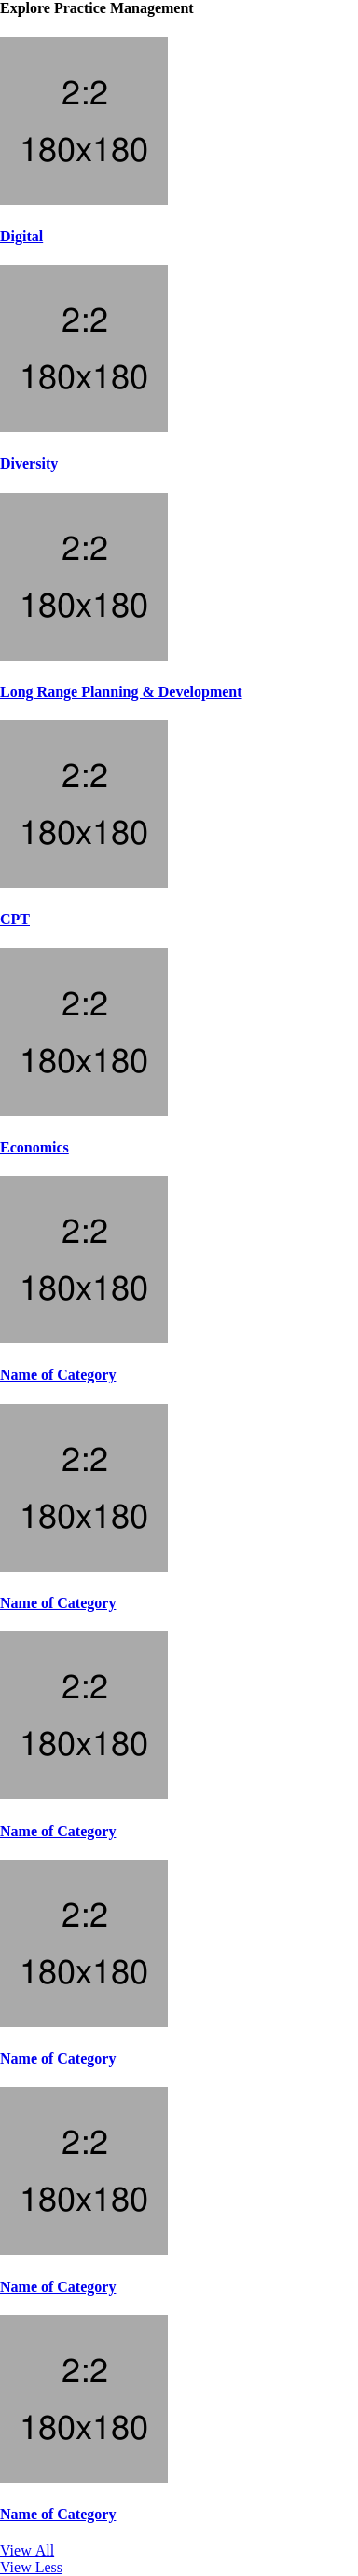 Explore Practice Management
2:2
180x180
Digital
2:2
180x180
Diversity
2:2
180x180
Long Range Planning & Development
2:2
180x180
CPT
2:2
180x180
Economics
2:2
180x180
Name of Category
2:2
180x180
Name of Category
2:2
180x180
Name of Category
2:2
180x180
Name of Category
2:2
180x180
Name of Category
2:2
180x180
Name of Category
View All
View Less